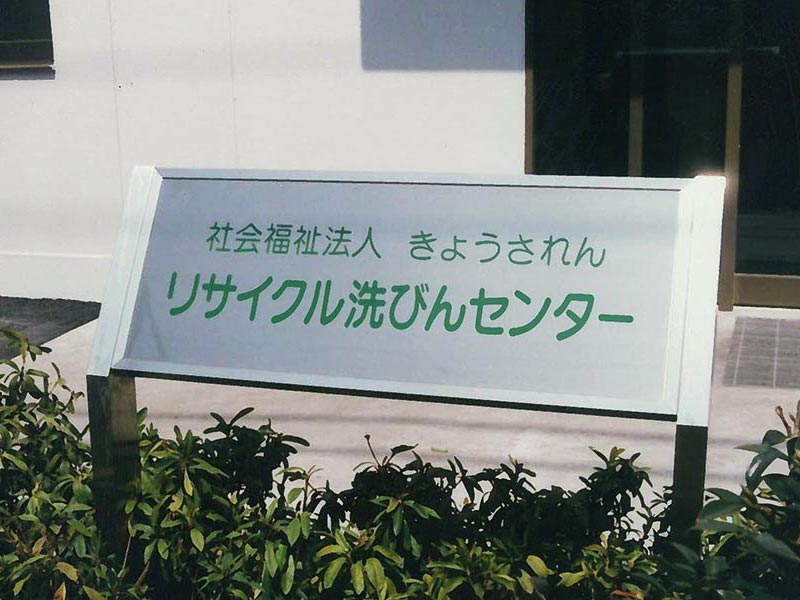 社会福祉法人 きょうされん
リサイクル洗びんセンター